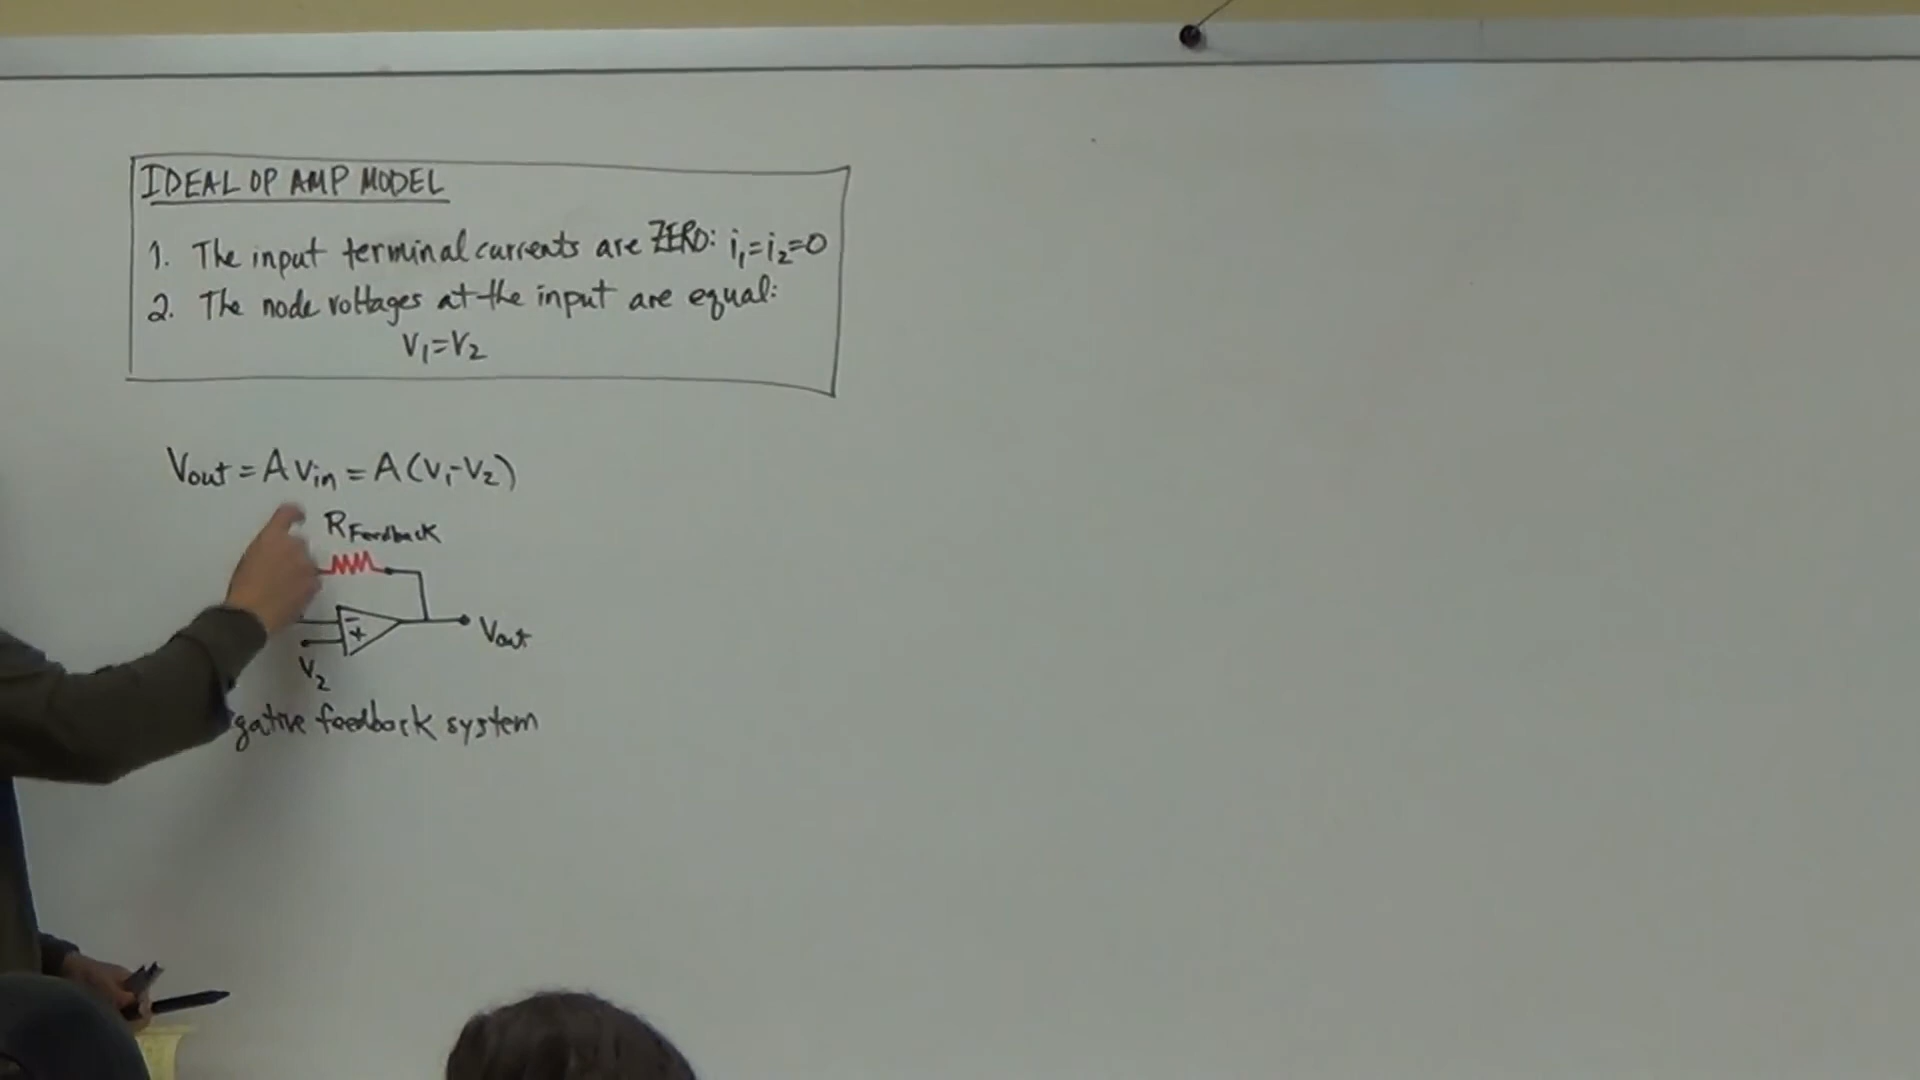 IDEAL OP AMP MODEL
1. The input terminal currents are ZERO: i₁=i₂=0
2. The node voltages at the input are equal:
V₁=V₂
Vout = A Vin = A(V₁-V₂)
RFeedback
- +
Vout
V₂
gative feedback system